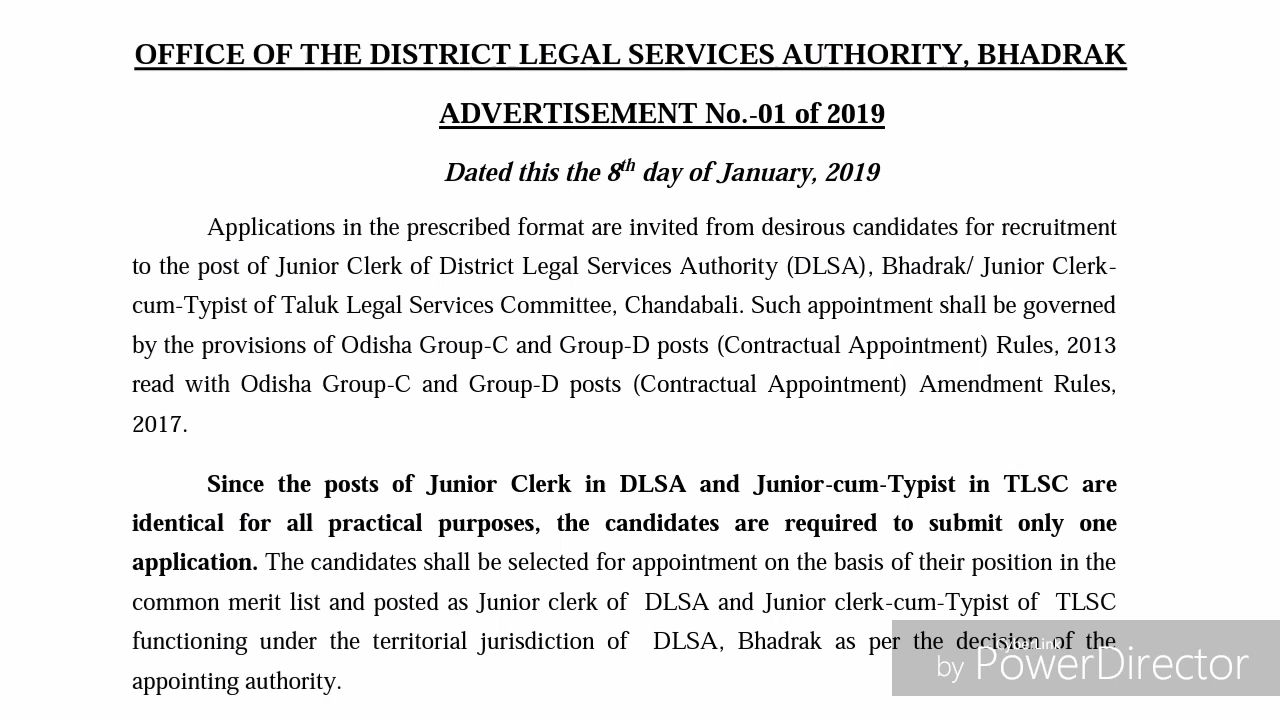 OFFICE OF THE DISTRICT LEGAL SERVICES AUTHORITY, BHADRAK
ADVERTISEMENT No.-01 of 2019
Dated this the 8th day of January, 2019
Applications in the prescribed format are invited from desirous candidates for recruitment
to the post of Junior Clerk of District Legal Services Authority (DLSA), Bhadrak/ Junior Clerk-
cum-Typist of Taluk Legal Services Committee, Chandabali. Such appointment shall be governed
by the provisions of Odisha Group-C and Group-D posts (Contractual Appointment) Rules, 2013
read with Odisha Group-C and Group-D posts (Contractual Appointment) Amendment Rules,
2017.
Since the posts of Junior Clerk in DLSA and Junior-cum-Typist in TLSC are
identical for all practical purposes, the candidates are required to submit only one
application. The candidates shall be selected for appointment on the basis of their position in the
common merit list and posted as Junior clerk of DLSA and Junior clerk-cum-Typist of TLSC
functioning under the territorial jurisdiction of DLSA, Bhadrak as per the decision of the
appointing authority.
CyberLink
by PowerDirector